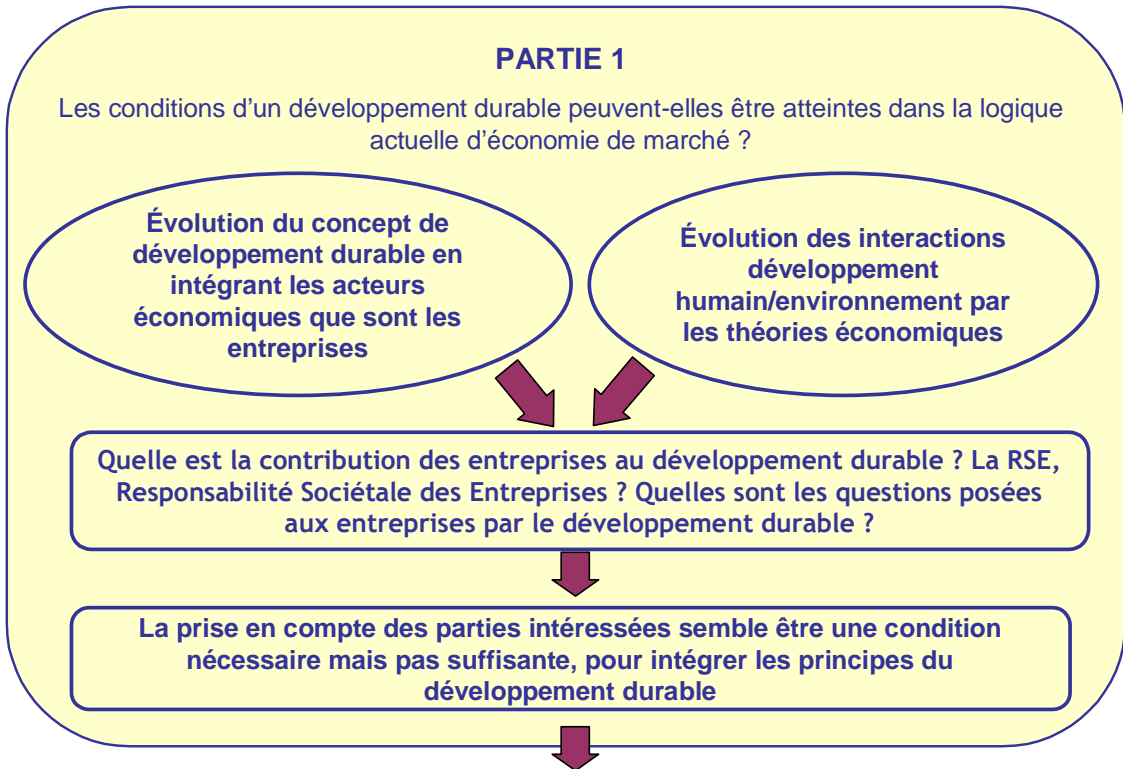 PARTIE 1
Les conditions d'un développement durable peuvent-elles être atteintes dans la logique
actuelle d'économie de marché ?
Évolution du concept de
développement durable en
intégrant les acteurs
économiques que sont les
entreprises
Évolution des interactions
développement
humain/environnement par
les théories économiques
Quelle est la contribution des entreprises au développement durable ? La RSE,
Responsabilité Sociétale des Entreprises ? Quelles sont les questions posées
aux entreprises par le développement durable ?
La prise en compte des parties intéressées semble être une condition
nécessaire mais pas suffisante, pour intégrer les principes du
développement durable